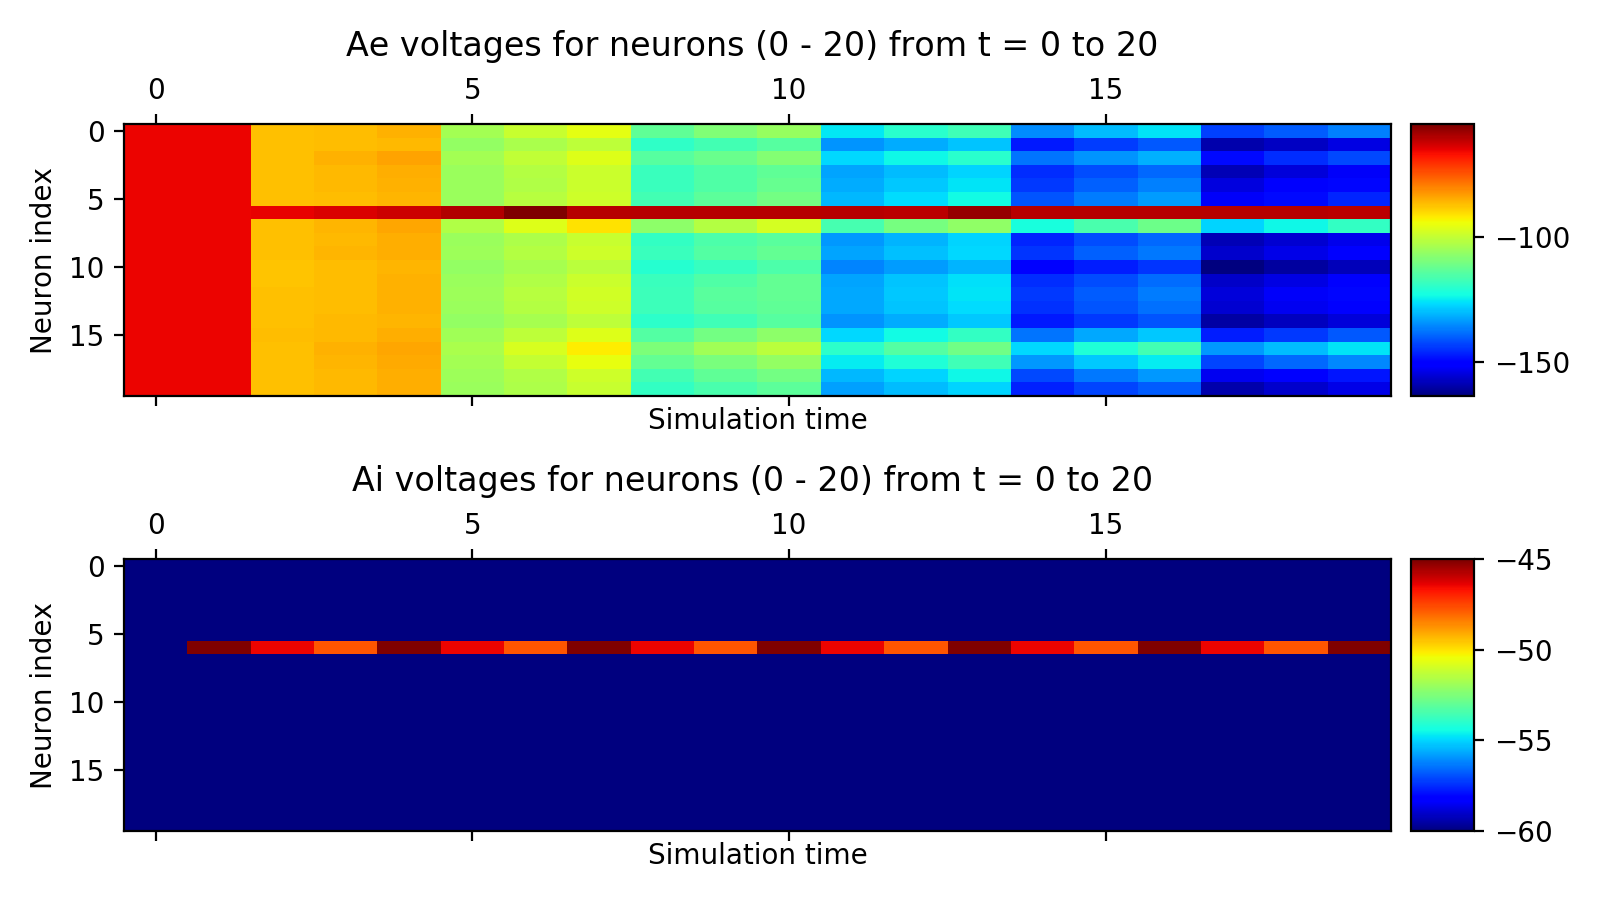 Ae voltages for neurons (0 - 20) from t = 0 to 20
0 5 10 15
Neuron index
0
5
10
15
−100
−150
Simulation time
Ai voltages for neurons (0 - 20) from t = 0 to 20
0 5 10 15
Neuron index
0
5
10
15
−45
−50
−55
−60
Simulation time